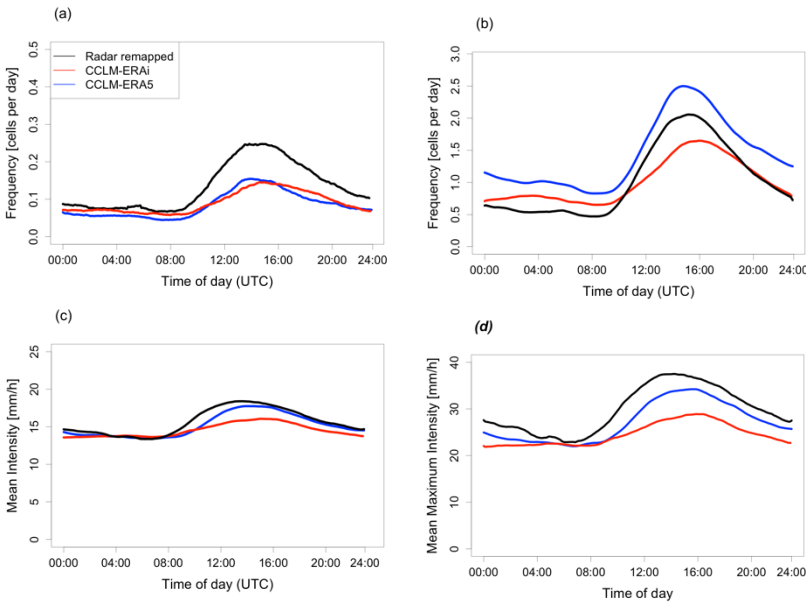 (a)
Frequency [cells per day]
0.5
0.4
0.3
0.2
0.1
0.0
Radar remapped
CCLM-ERAi
CCLM-ERA5
00:00 04:00 08:00 12:00 16:00 20:00 24:00
Time of day (UTC)
(b)
Frequency [cells per day]
3.0
2.5
2.0
1.5
1.0
0.5
0.0
00:00 04:00 08:00 12:00 16:00 20:00 24:00
Time of day (UTC)
(c)
Mean Intensity [mm/h]
25
20
15
10
5
0
00:00 04:00 08:00 12:00 16:00 20:00 24:00
Time of day (UTC)
(d)
Mean Maximum Intensity [mm/h]
40
30
20
10
0
00:00 04:00 08:00 12:00 16:00 20:00 24:00
Time of day